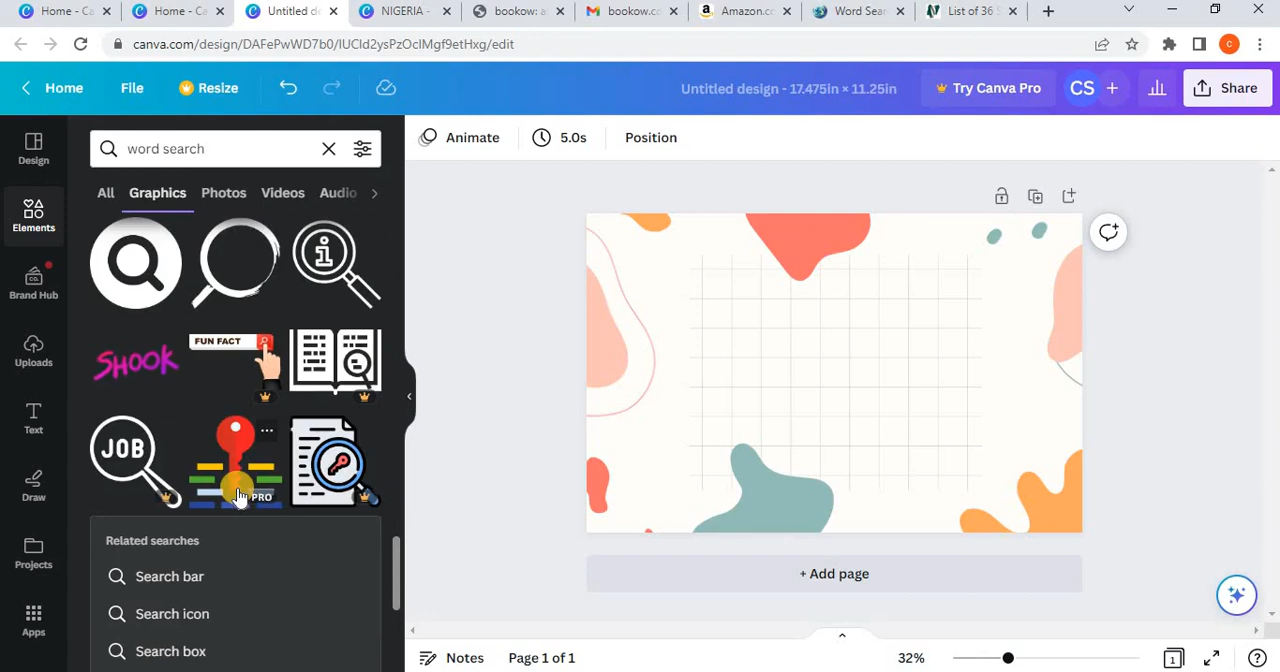 Home - Ca
Home - Ca
Untitled de
NIGERIA -
bookow: a
bookow.co
Amazon.co
Word Sear
List of 36 S
canva.com/design/DAFePwWD7b0/IUCld2ysPzOclMgf9etHxg/edit
C
Home
File
Resize
Untitled design - 17.475in × 11.25in
Try Canva Pro
CS
Share
Design
Elements
Brand Hub
Uploads
Text
Draw
Projects
Apps
word search
All Graphics Photos Videos Audio
i
SHOOK
FUN FACT
JOB
PRO
Related searches
Search bar
Search icon
Search box
Animate
5.0s
Position
+ Add page
Notes
Page 1 of 1
32%
1